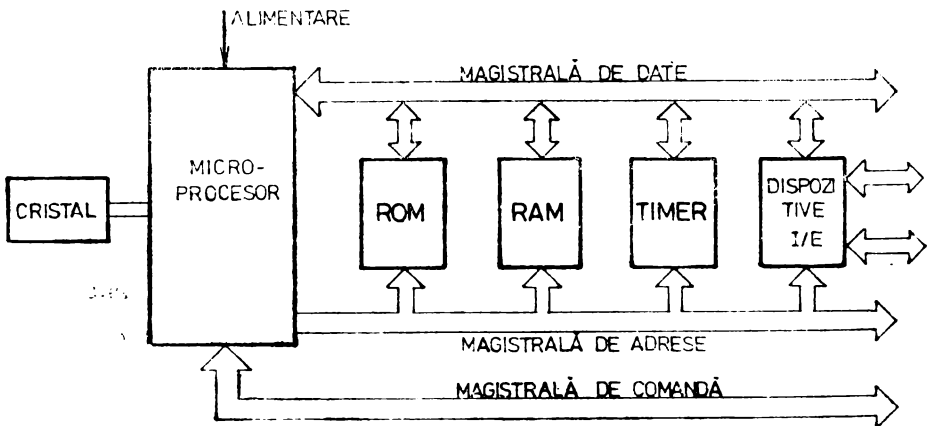 ALIMENTARE
MAGISTRALĂ DE DATE
MICRO-
PROCESOR
CRISTAL
ROM
RAM
TIMER
DISPOZI
TIVE
I/E
MAGISTRALĂ DE ADRESE
MAGISTRALĂ DE COMANDĂ